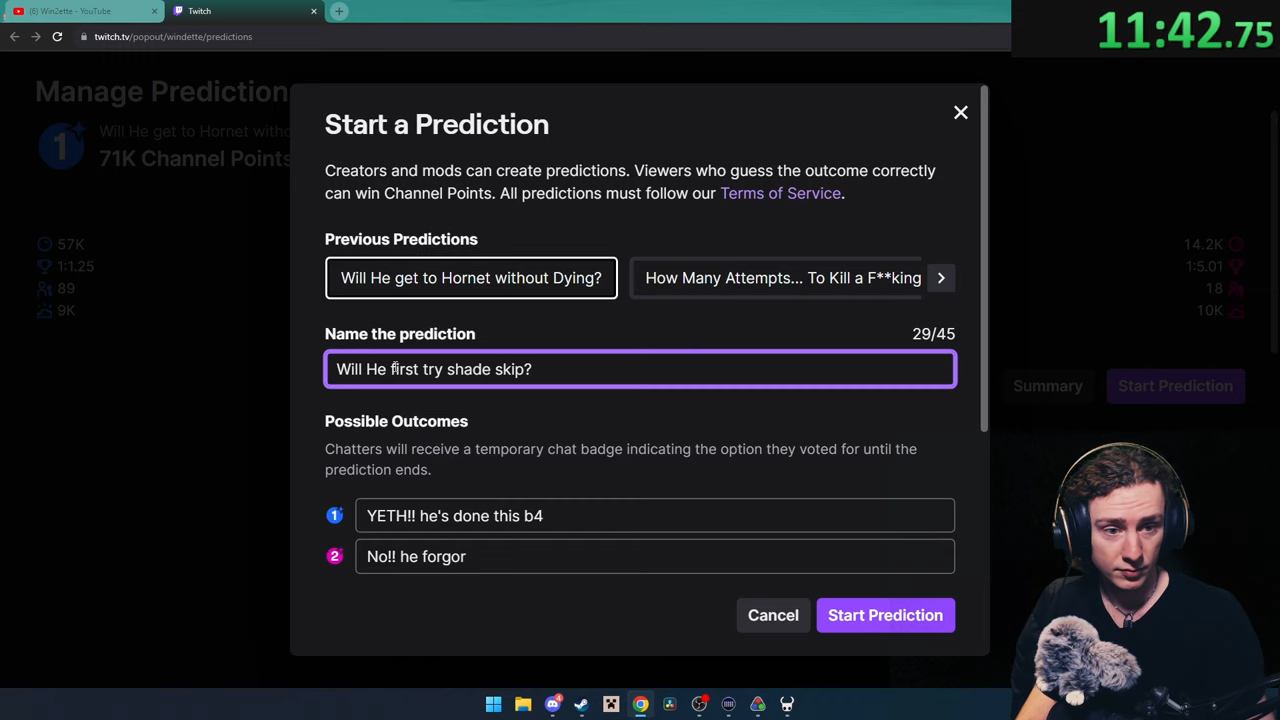 (6) Win2ette - YouTube
Twitch
twitch.tv/popout/windette/predictions
11:42.75
Manage Prediction
Will He get to Hornet witho
71K Channel Points
57K
1:1.25
89
9K
14.2K
1:5.01
18
10K
Summary
Start Prediction
Start a Prediction
Creators and mods can create predictions. Viewers who guess the outcome correctly
can win Channel Points. All predictions must follow our Terms of Service.
Previous Predictions
Will He get to Hornet without Dying?
How Many Attempts... To Kill a F**king
Name the prediction
29/45
Will He first try shade skip?
Possible Outcomes
Chatters will receive a temporary chat badge indicating the option they voted for until the
prediction ends.
1 YETH!! he's done this b4
2 No!! he forgor
Cancel
Start Prediction